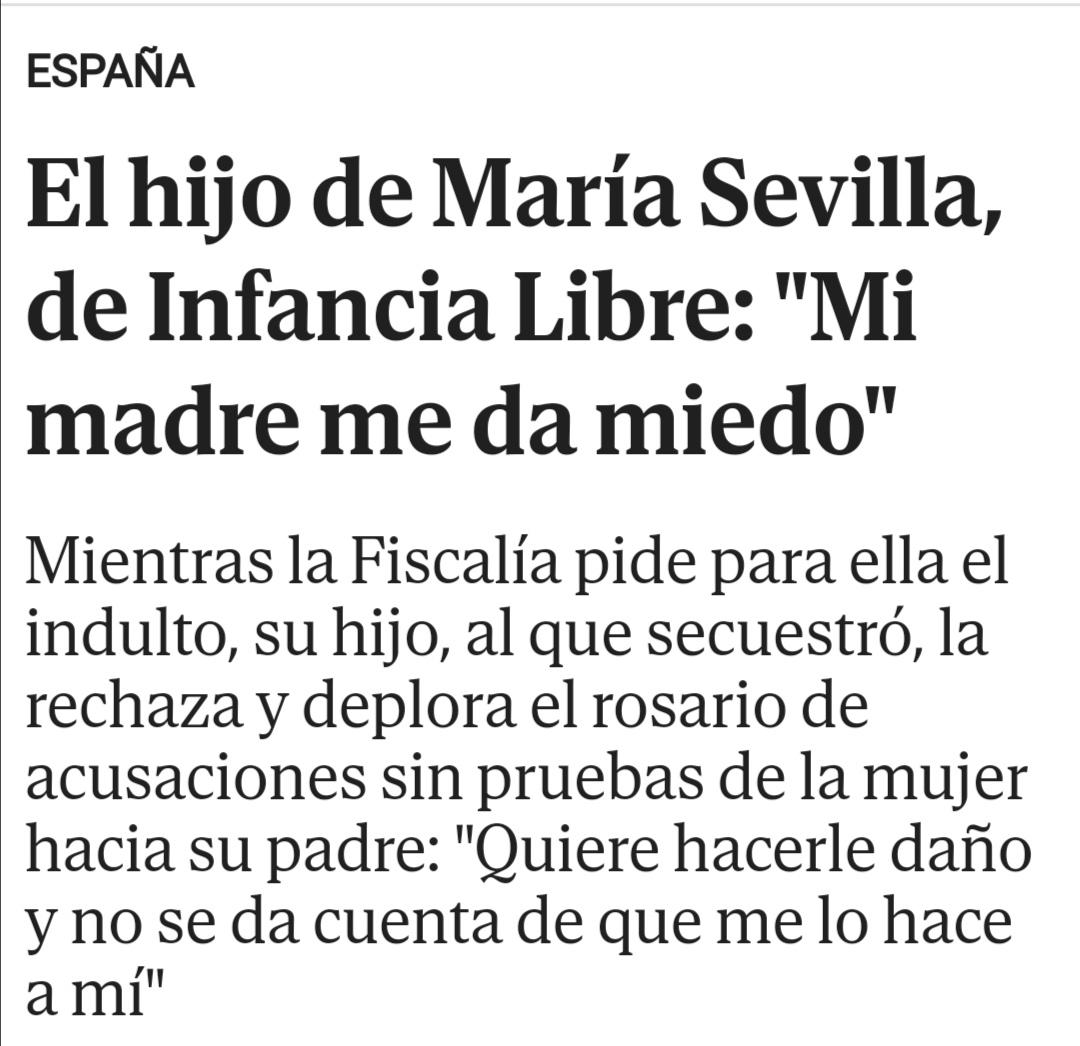 ESPAÑA
El hijo de María Sevilla,
de Infancia Libre: "Mi
madre me da miedo"
Mientras la Fiscalía pide para ella el
indulto, su hijo, al que secuestró, la
rechaza y deplora el rosario de
acusaciones sin pruebas de la mujer
hacia su padre: "Quiere hacerle daño
y no se da cuenta de que me lo hace
a mí"